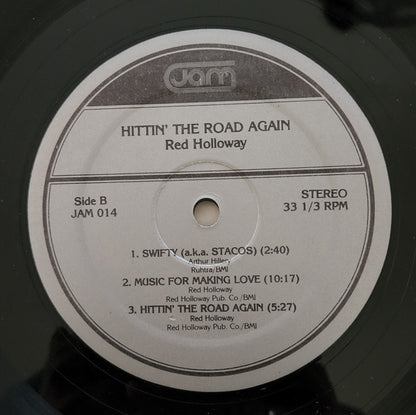 Jam
HITTIN' THE ROAD AGAIN
Red Holloway
Side B
JAM 014
STEREO
33 1/3 RPM
1. SWIFTY (a.k.a. STACOS) (2:40)
Arthur Hillery
Ruhtra/BMI
2. MUSIC FOR MAKING LOVE (10:17)
Red Holloway
Red Holloway Pub. Co./BMI
3. HITTIN' THE ROAD AGAIN (5:27)
Red Holloway
Red Holloway Pub. Co./BMI